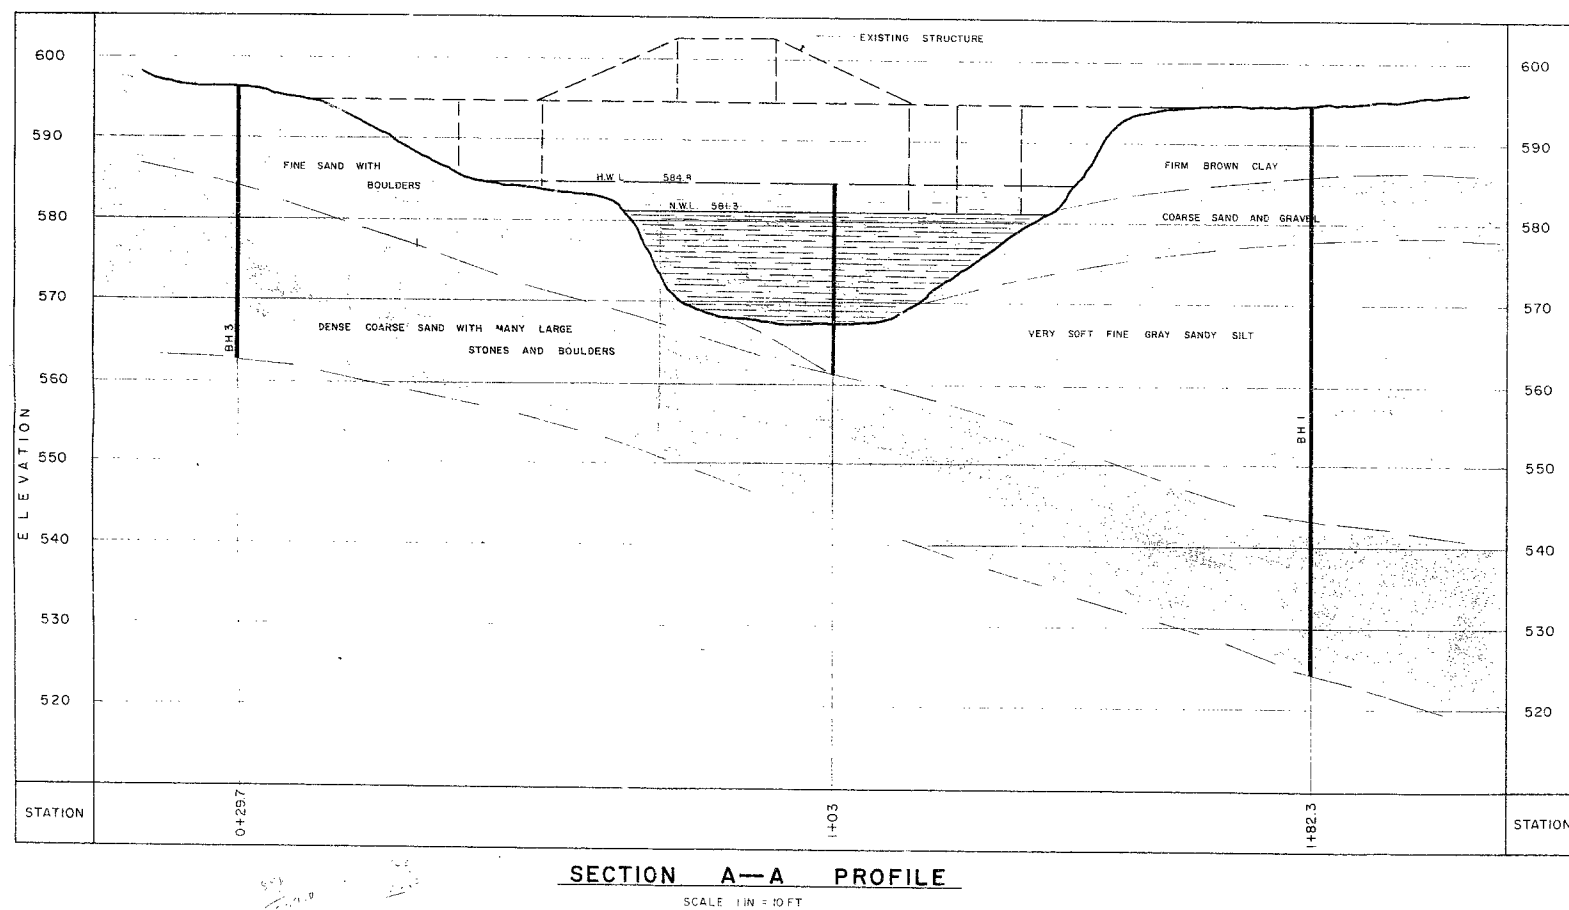 EXISTING STRUCTURE
600
600
590
590
FINE SAND WITH
BOULDERS
FIRM BROWN CLAY
H.W.L. 584.8
N.W.L. 581.3
580
COARSE SAND AND GRAVEL
580
570
570
DENSE COARSE SAND WITH MANY LARGE
STONES AND BOULDERS
VERY SOFT FINE GRAY SANDY SILT
BH 3
560
560
BH 1
ELEVATION
550
550
540
540
530
530
520
520
STATION
0+29.7
1+03
1+82.3
STATION
SECTION A—A PROFILE
SCALE 1 IN = 10 FT